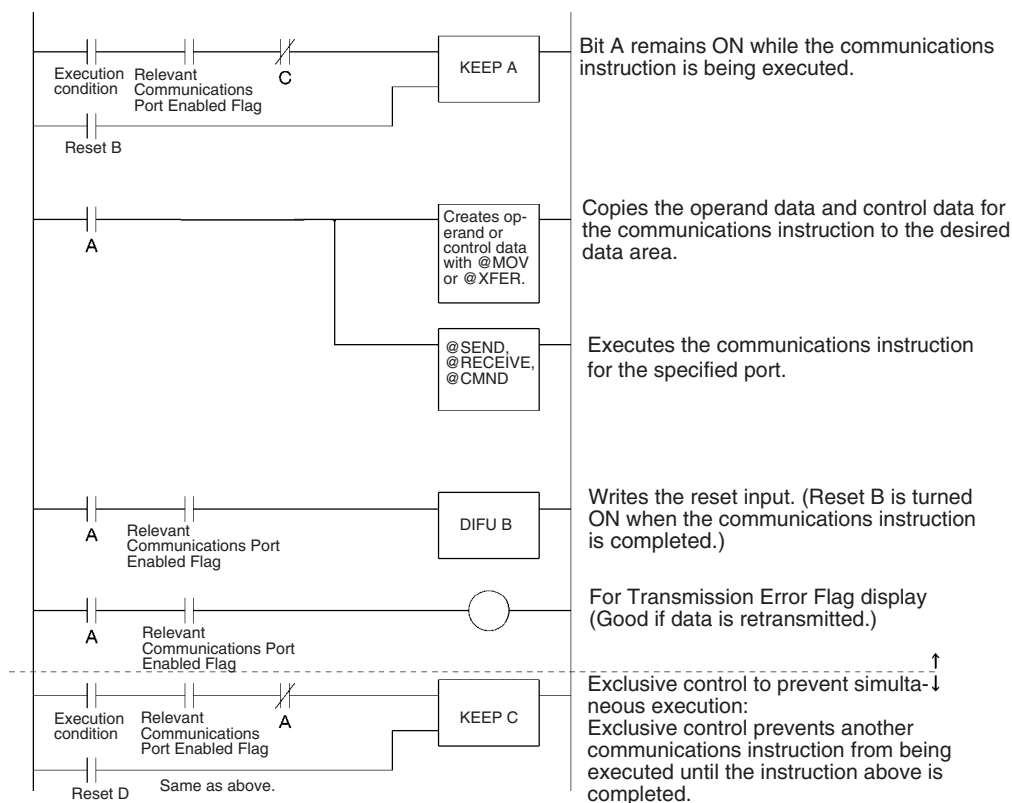 KEEP A
Bit A remains ON while the communications
instruction is being executed.
Execution
condition
Relevant
Communications
Port Enabled Flag
C
Reset B
A
Creates op-
erand or
control data
with @MOV
or @XFER.
Copies the operand data and control data for
the communications instruction to the desired
data area.
@SEND,
@RECEIVE,
@CMND
Executes the communications instruction
for the specified port.
A
Relevant
Communications Port
Enabled Flag
DIFU B
Writes the reset input. (Reset B is turned
ON when the communications instruction
is completed.)
A
Relevant
Communications Port
Enabled Flag
For Transmission Error Flag display
(Good if data is retransmitted.)
↑
↓
Execution
condition
Relevant
Communications
Port Enabled Flag
A
KEEP C
Exclusive control to prevent simulta-
neous execution:
Exclusive control prevents another
communications instruction from being
executed until the instruction above is
completed.
Reset D
Same as above.